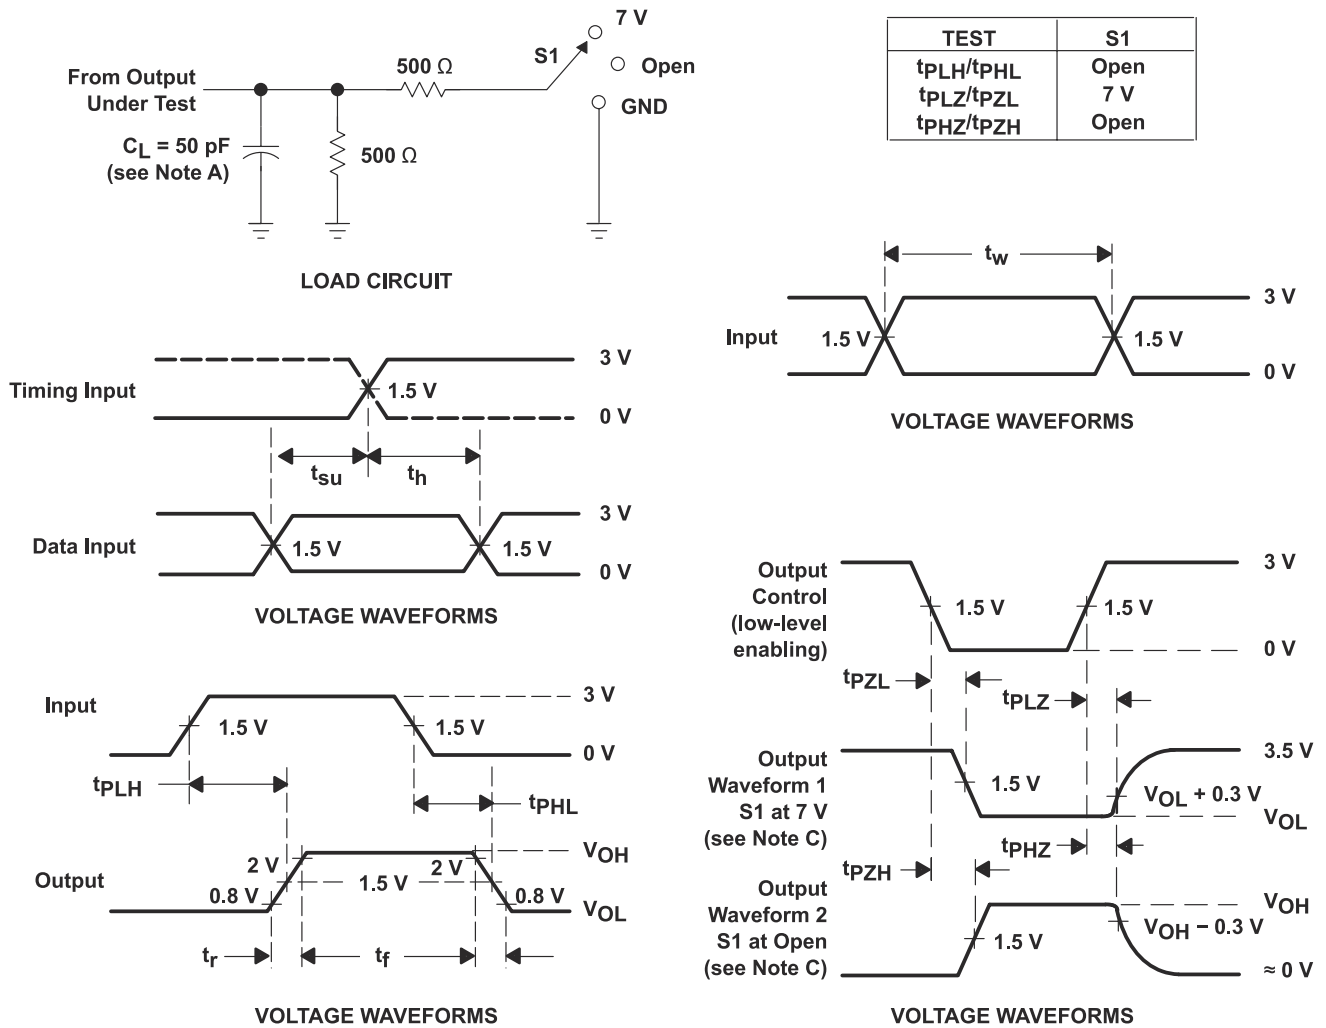 7 V
S1
500 Ω
Open
From Output
Under Test
GND
CL = 50 pF
(see Note A)
500 Ω
LOAD CIRCUIT
TEST S1
tPLH/tPHL Open
tPLZ/tPZL 7 V
tPHZ/tPZH Open
tw
3 V
Input 1.5 V 1.5 V
0 V
VOLTAGE WAVEFORMS
3 V
Timing Input 1.5 V
0 V
tsu th
3 V
Data Input 1.5 V 1.5 V
0 V
VOLTAGE WAVEFORMS
3 V
Input 1.5 V 1.5 V
0 V
tPLH tPHL
VOH
2 V 2 V
Output 1.5 V
0.8 V 0.8 V
VOL
tr tf
VOLTAGE WAVEFORMS
Output
Control
(low-level
enabling)
3 V
1.5 V 1.5 V
0 V
tPZL tPLZ
Output
Waveform 1
S1 at 7 V
(see Note C)
3.5 V
1.5 V
VOL + 0.3 V
VOL
tPZH tPHZ
Output
Waveform 2
S1 at Open
(see Note C)
VOH
VOH − 0.3 V
1.5 V
≈ 0 V
VOLTAGE WAVEFORMS